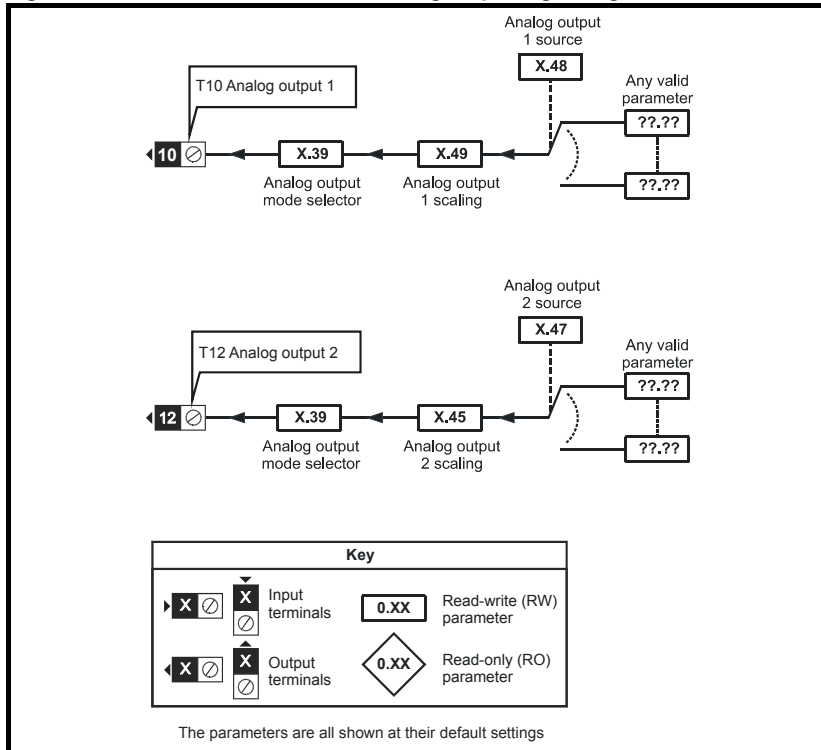 Analog output
1 source
X.48
Any valid
parameter
??.??
T10 Analog output 1
10
X.39
X.49
Analog output
mode selector
Analog output
1 scaling
??.??
Analog output
2 source
X.47
Any valid
parameter
??.??
T12 Analog output 2
12
X.39
X.45
Analog output
mode selector
Analog output
2 scaling
??.??
Key
X
X
Input
terminals
0.XX
Read-write (RW)
parameter
X
X
Output
terminals
0.XX
Read-only (RO)
parameter
The parameters are all shown at their default settings